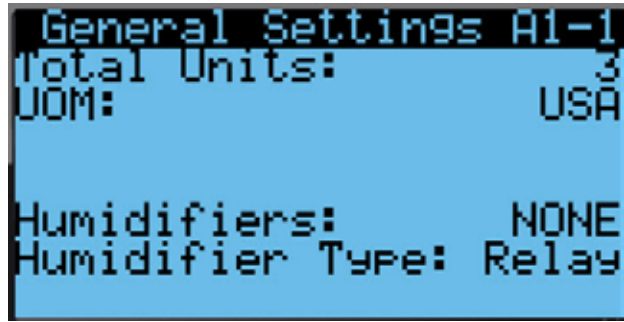 General Settings A1-1
Total Units: 3
UOM: USA
Humidifiers: NONE
Humidifier Type: Relay